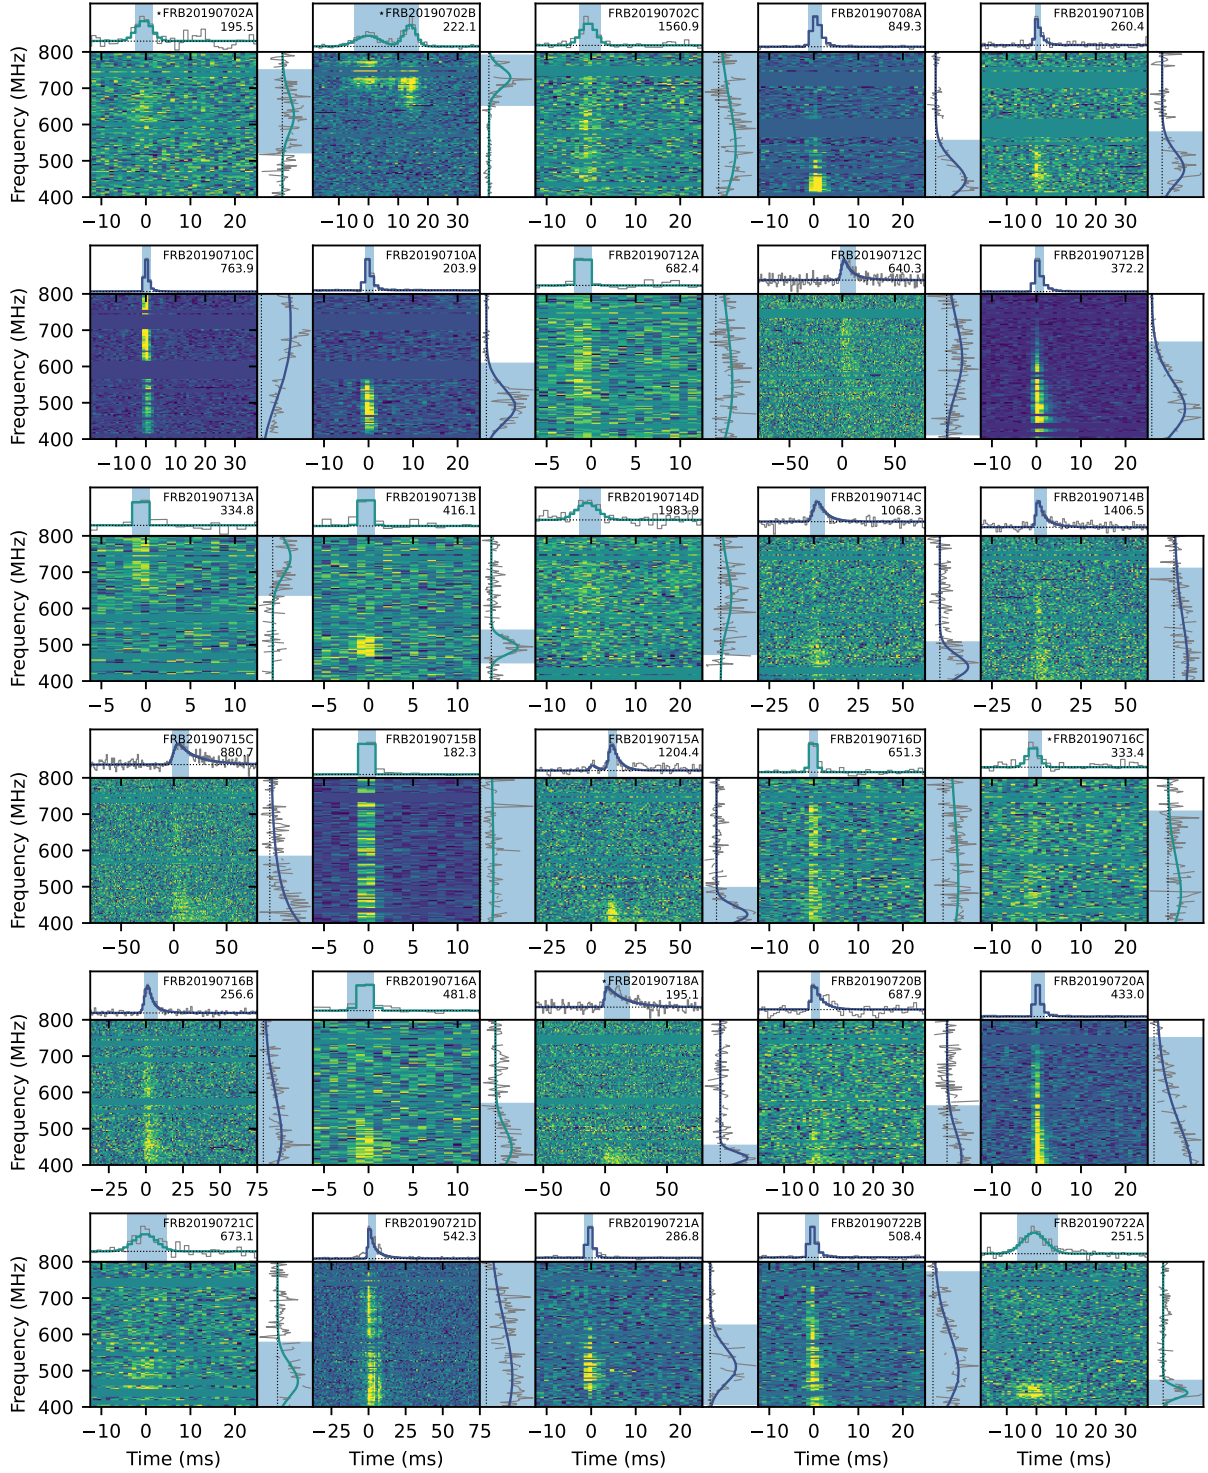 ⋆FRB20190702A
195.5
⋆FRB20190702B
222.1
FRB20190702C
1560.9
FRB20190708A
849.3
FRB20190710B
260.4
Frequency (MHz)
800
700
600
500
400
−10 0 10 20
0 10 20 30
−10 0 10 20
−10 0 10 20
−10 0 10 20 30
FRB20190710C
763.9
FRB20190710A
203.9
FRB20190712A
682.4
FRB20190712C
640.3
FRB20190712B
372.2
Frequency (MHz)
800
700
600
500
400
−10 0 10 20 30
−10 0 10 20
−5 0 5 10
−50 0 50
−10 0 10 20 30
FRB20190713A
334.8
FRB20190713B
416.1
FRB20190714D
1983.9
FRB20190714C
1068.3
FRB20190714B
1406.5
Frequency (MHz)
800
700
600
500
400
−5 0 5 10
−5 0 5 10
−10 0 10 20
−25 0 25 50
−25 0 25 50
FRB20190715C
880.7
FRB20190715B
182.3
FRB20190715A
1204.4
FRB20190716D
651.3
⋆FRB20190716C
333.4
Frequency (MHz)
800
700
600
500
400
−50 0 50
−5 0 5 10
−25 0 25 50
−10 0 10 20
−10 0 10 20
FRB20190716B
256.6
FRB20190716A
481.8
⋆FRB20190718A
195.1
FRB20190720B
687.9
FRB20190720A
433.0
Frequency (MHz)
800
700
600
500
400
−25 0 25 50 75
−5 0 5 10
−50 0 50
−10 0 10 20 30
−10 0 10 20
FRB20190721C
673.1
FRB20190721D
542.3
FRB20190721A
286.8
FRB20190722B
508.4
FRB20190722A
251.5
Frequency (MHz)
800
700
600
500
400
−10 0 10 20
−25 0 25 50 75
−10 0 10 20
−10 0 10 20
−10 0 10 20 30
Time (ms)
Time (ms)
Time (ms)
Time (ms)
Time (ms)